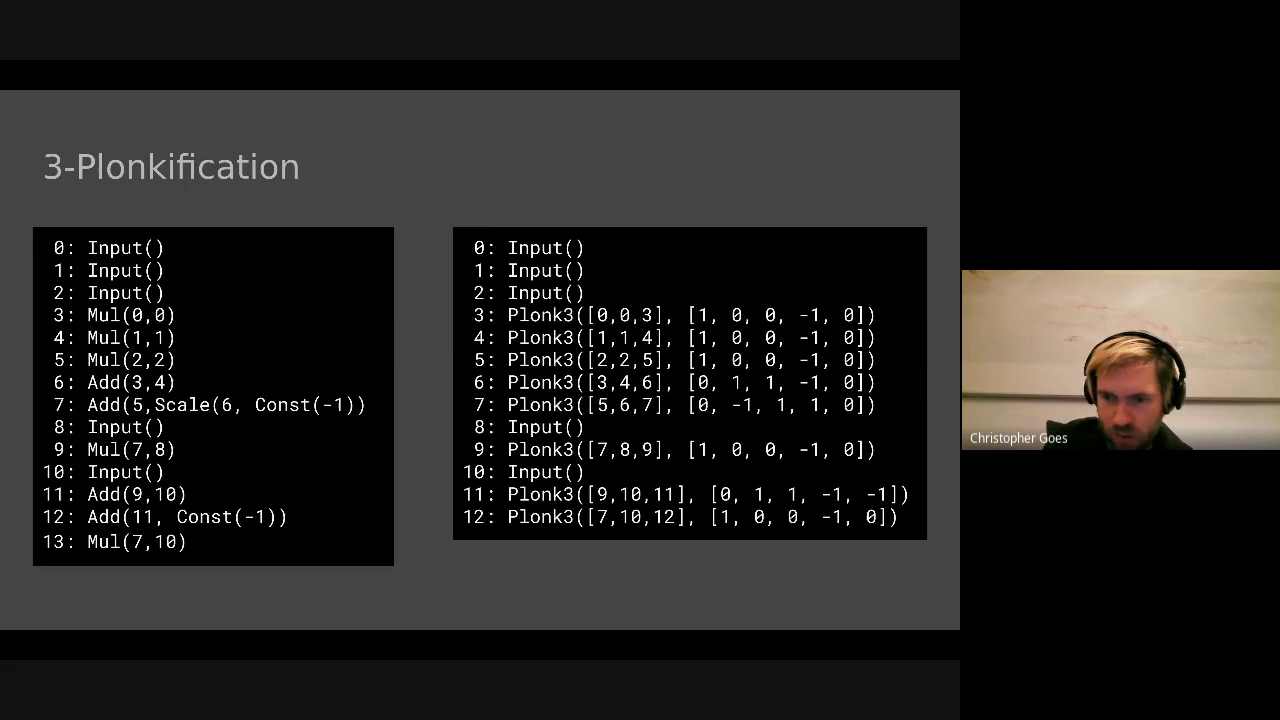 3-Plonkification
0: Input()
1: Input()
2: Input()
3: Mul(0,0)
4: Mul(1,1)
5: Mul(2,2)
6: Add(3,4)
7: Add(5,Scale(6, Const(-1))
8: Input()
9: Mul(7,8)
10: Input()
11: Add(9,10)
12: Add(11, Const(-1))
13: Mul(7,10)
0: Input()
1: Input()
2: Input()
3: Plonk3([0,0,3], [1, 0, 0, -1, 0])
4: Plonk3([1,1,4], [1, 0, 0, -1, 0])
5: Plonk3([2,2,5], [1, 0, 0, -1, 0])
6: Plonk3([3,4,6], [0, 1, 1, -1, 0])
7: Plonk3([5,6,7], [0, -1, 1, 1, 0])
8: Input()
9: Plonk3([7,8,9], [1, 0, 0, -1, 0])
10: Input()
11: Plonk3([9,10,11], [0, 1, 1, -1, -1])
12: Plonk3([7,10,12], [1, 0, 0, -1, 0])
Christopher Goes